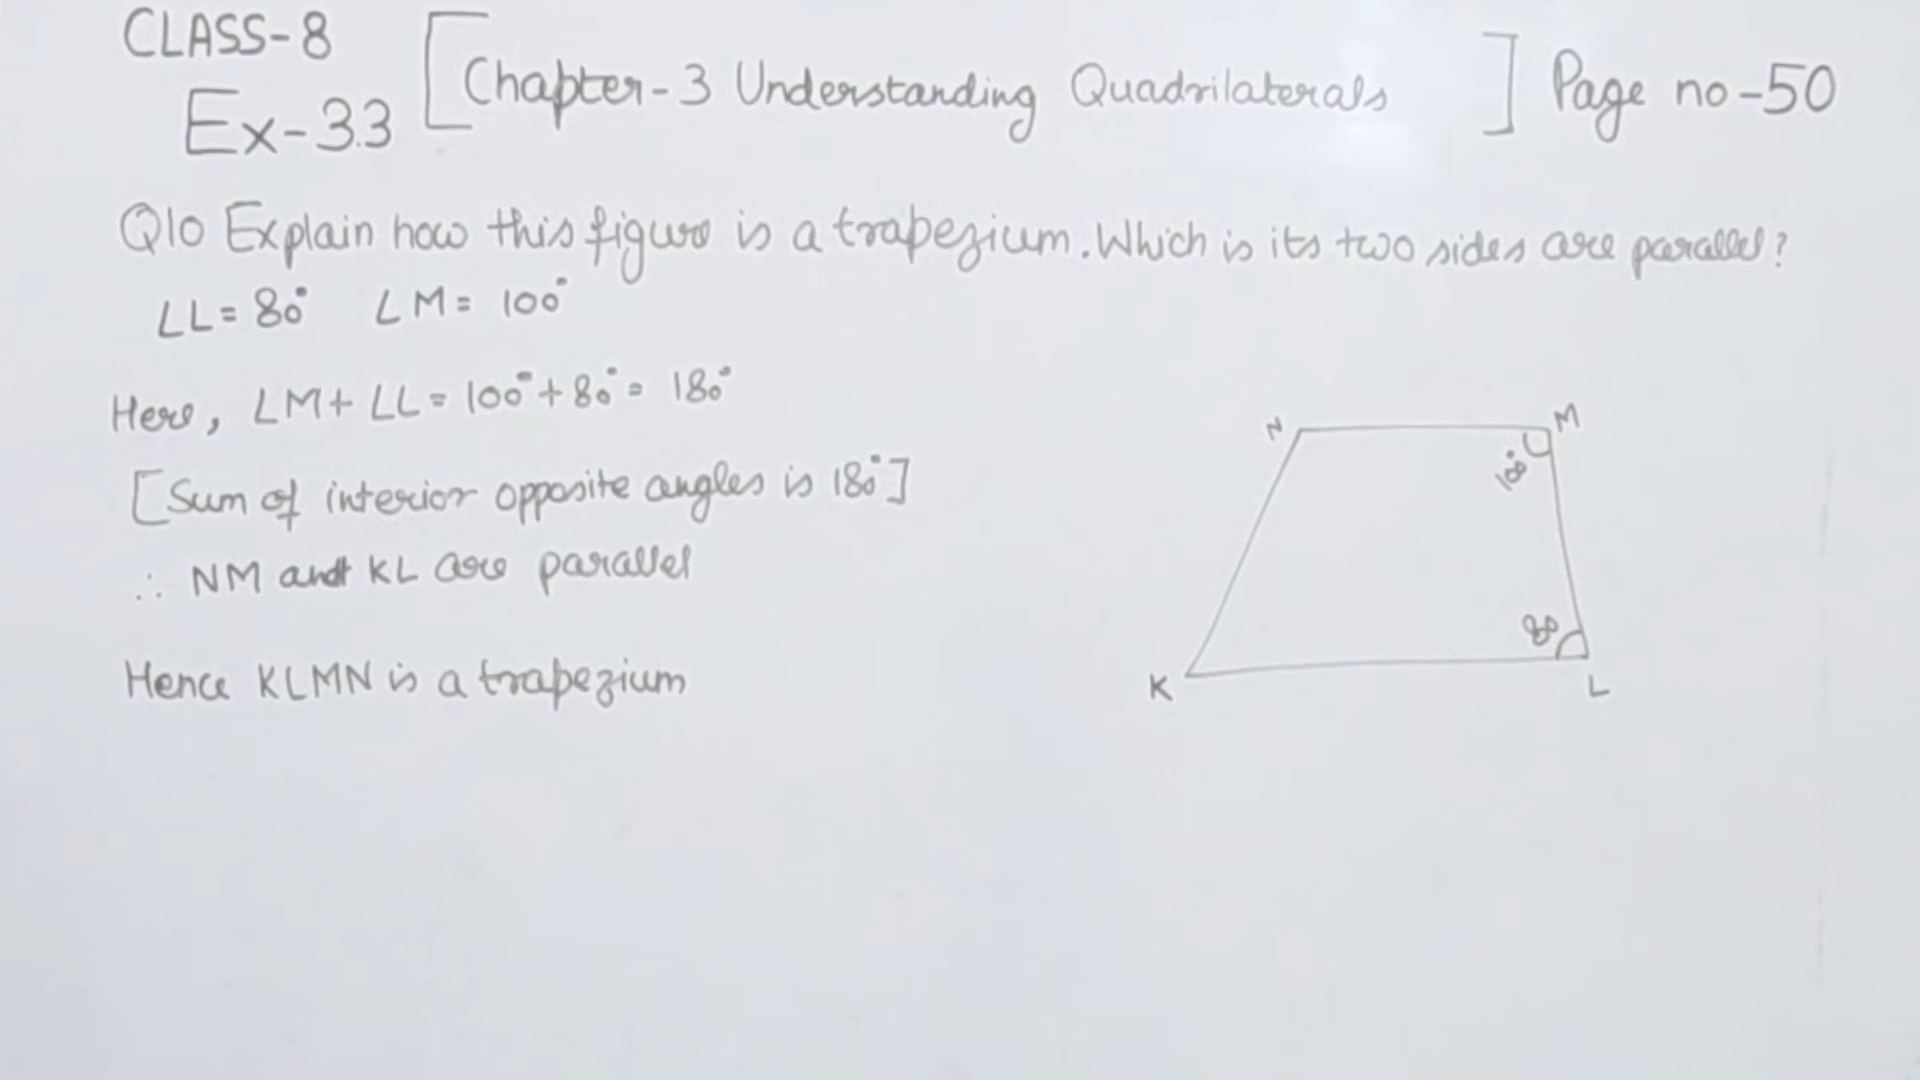 CLASS-8
Ex-3.3 [Chapter-3 Understanding Quadrilaterals] Page no-50
Q10 Explain how this figure is a trapezium. Which is its two sides are parallel?
∠L = 80° ∠M = 100°
Here, ∠M + ∠L = 100° + 80° = 180°
[Sum of interior opposite angles is 180°]
∴ NM and KL are parallel
Hence KLMN is a trapezium
N M
100°
80
K L